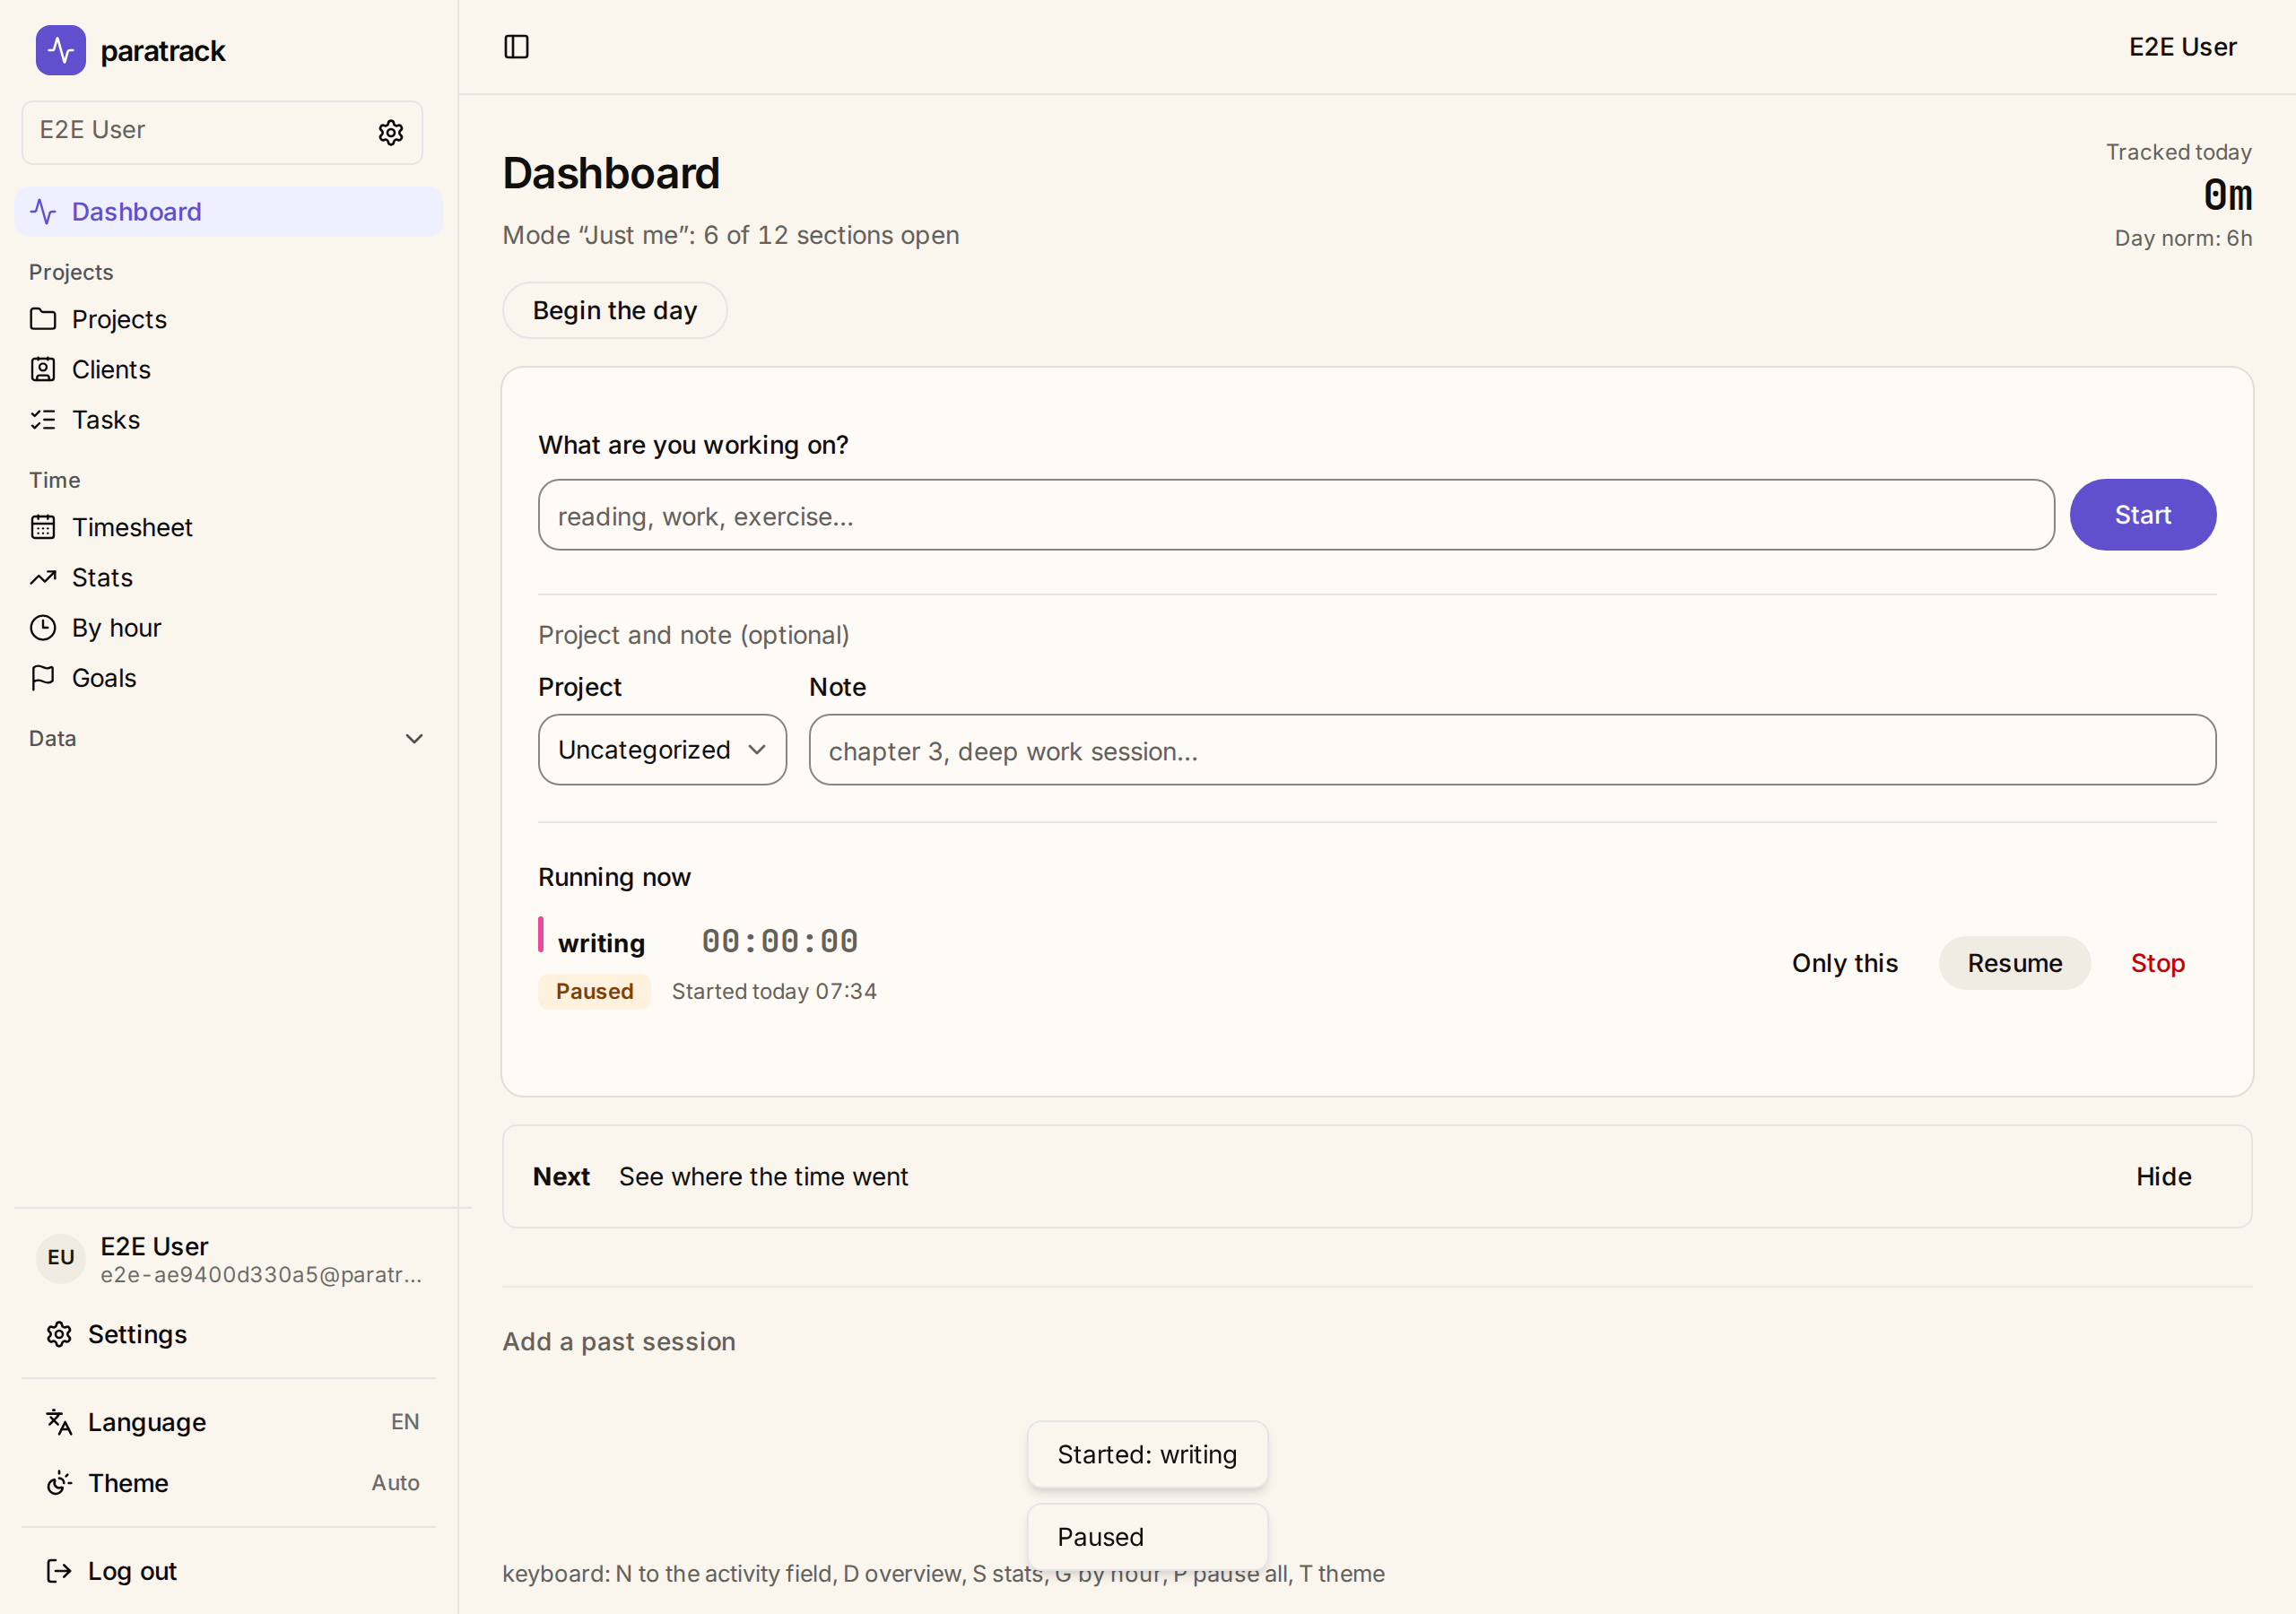 paratrack
E2E User
Dashboard
Projects
Projects
Clients
Tasks
Time
Timesheet
Stats
By hour
Goals
Data
EU
E2E User
e2e-ae9400d330a5@paratr...
Settings
Language EN
Theme Auto
Log out
E2E User
Dashboard
Mode “Just me”: 6 of 12 sections open
Tracked today
0m
Day norm: 6h
Begin the day
What are you working on?
reading, work, exercise...
Start
Project and note (optional)
Project Note
Uncategorized
chapter 3, deep work session...
Running now
writing 00:00:00
Paused Started today 07:34
Only this Resume Stop
Next See where the time went Hide
Add a past session
Started: writing
Paused
keyboard: N to the activity field, D overview, S stats, G by hour, P pause all, T theme